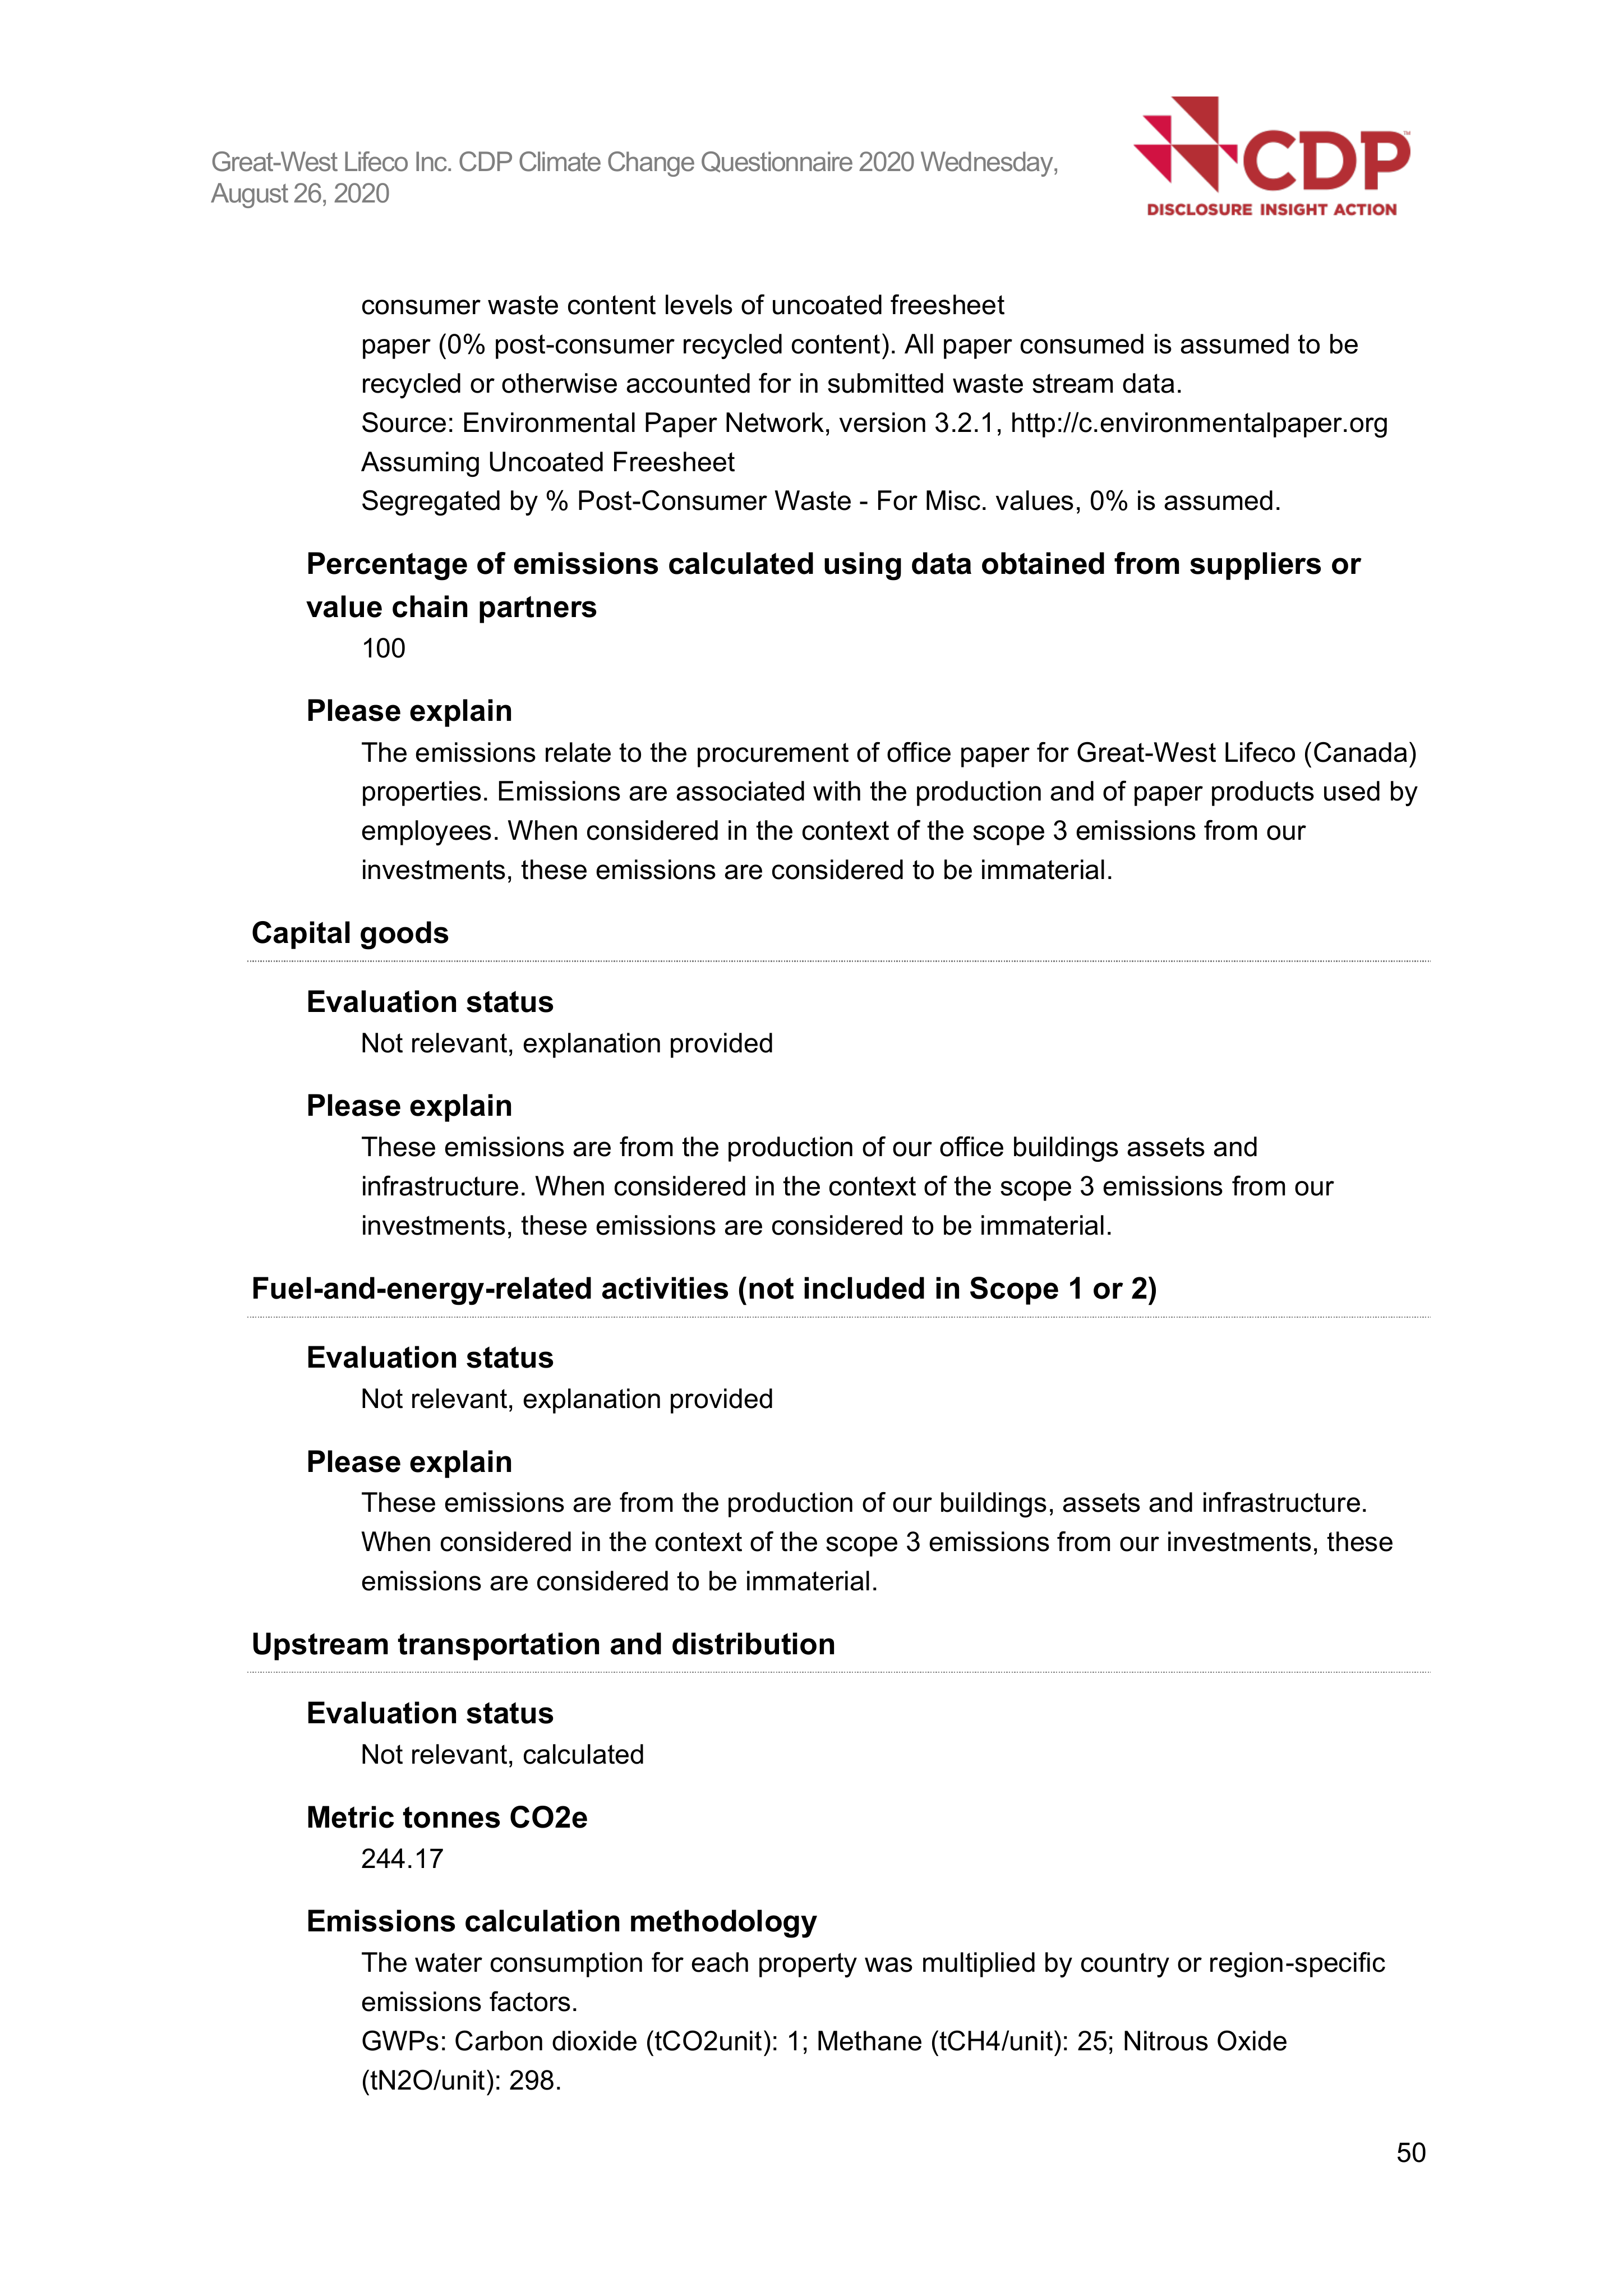 Great-West Lifeco Inc. CDP Climate Change Questionnaire 2020 Wednesday,
August 26, 2020
CDP™
DISCLOSURE INSIGHT ACTION
consumer waste content levels of uncoated freesheet
paper (0% post-consumer recycled content). All paper consumed is assumed to be
recycled or otherwise accounted for in submitted waste stream data.
Source: Environmental Paper Network, version 3.2.1, http://c.environmentalpaper.org
Assuming Uncoated Freesheet
Segregated by % Post-Consumer Waste - For Misc. values, 0% is assumed.
Percentage of emissions calculated using data obtained from suppliers or
value chain partners
100
Please explain
The emissions relate to the procurement of office paper for Great-West Lifeco (Canada)
properties. Emissions are associated with the production and of paper products used by
employees. When considered in the context of the scope 3 emissions from our
investments, these emissions are considered to be immaterial.
Capital goods
Evaluation status
Not relevant, explanation provided
Please explain
These emissions are from the production of our office buildings assets and
infrastructure. When considered in the context of the scope 3 emissions from our
investments, these emissions are considered to be immaterial.
Fuel-and-energy-related activities (not included in Scope 1 or 2)
Evaluation status
Not relevant, explanation provided
Please explain
These emissions are from the production of our buildings, assets and infrastructure.
When considered in the context of the scope 3 emissions from our investments, these
emissions are considered to be immaterial.
Upstream transportation and distribution
Evaluation status
Not relevant, calculated
Metric tonnes CO2e
244.17
Emissions calculation methodology
The water consumption for each property was multiplied by country or region-specific
emissions factors.
GWPs: Carbon dioxide (tCO2unit): 1; Methane (tCH4/unit): 25; Nitrous Oxide
(tN2O/unit): 298.
50